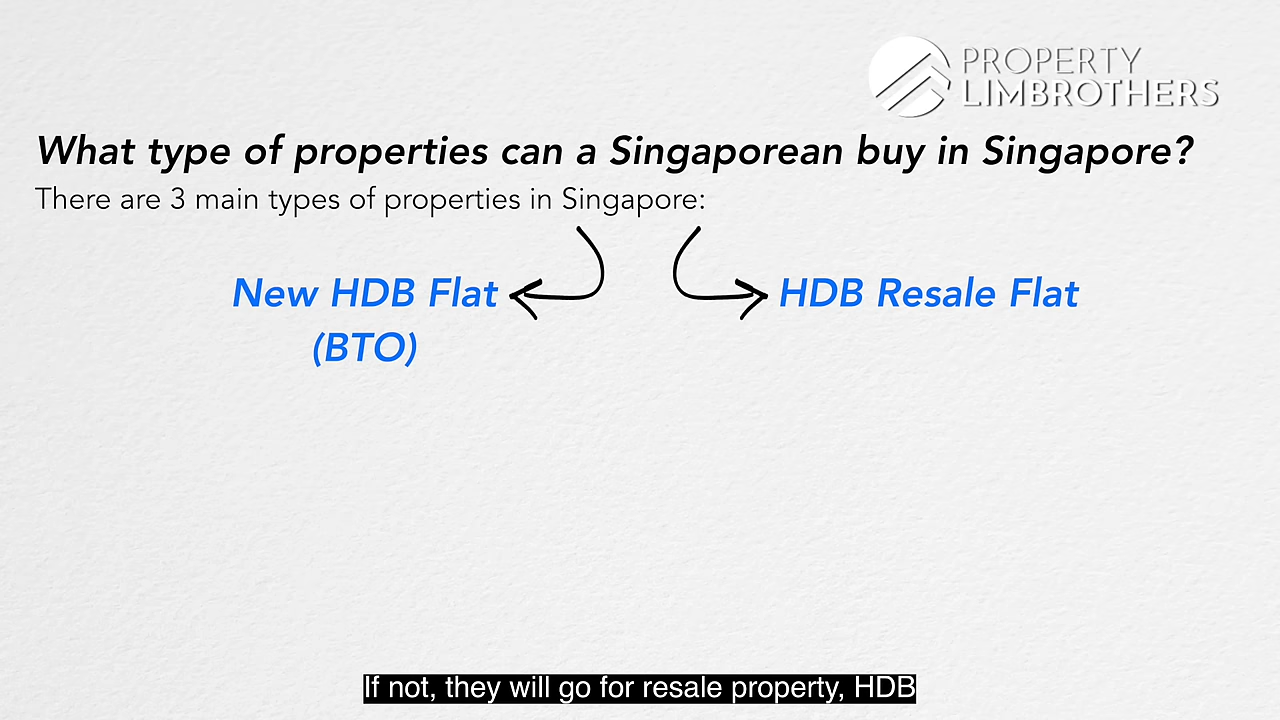 PROPERTY
LIMBROTHERS
What type of properties can a Singaporean buy in Singapore?
There are 3 main types of properties in Singapore:
New HDB Flat
(BTO)
HDB Resale Flat
If not, they will go for resale property, HDB